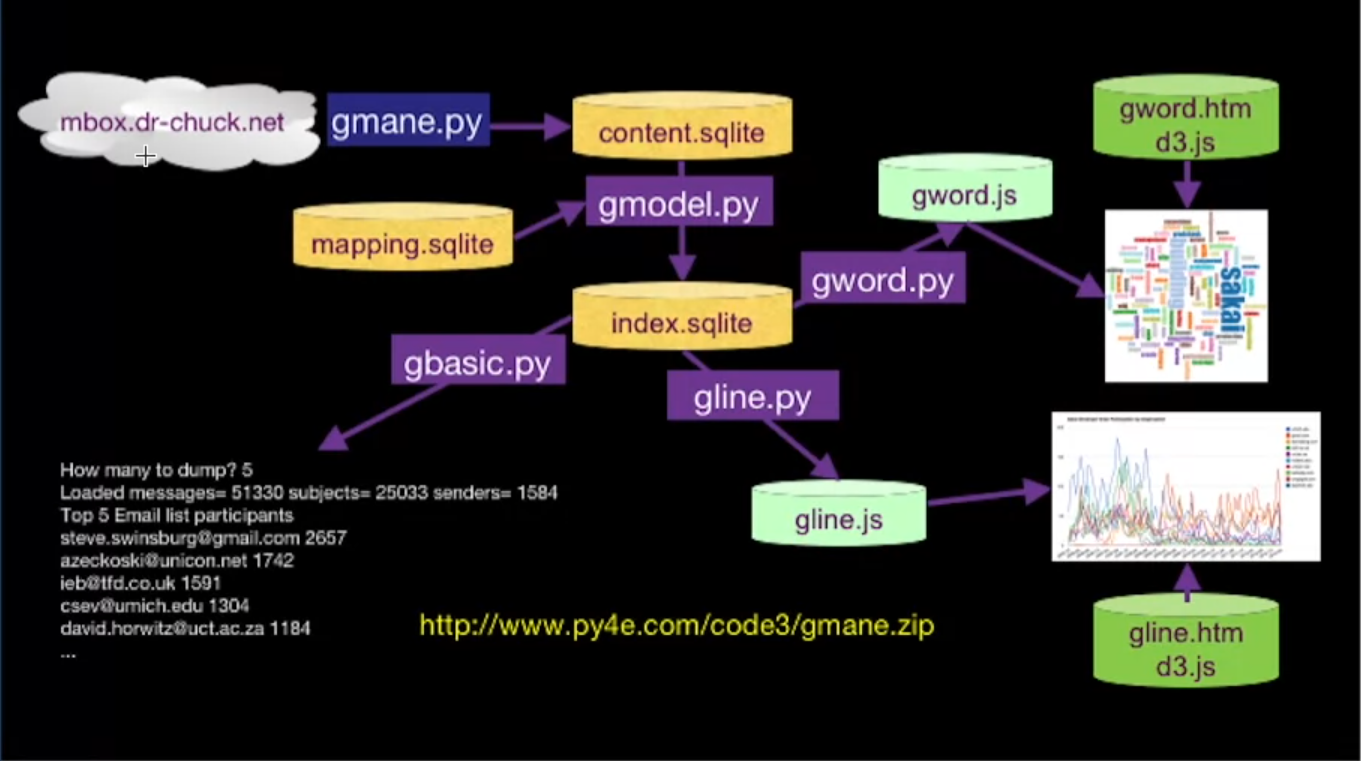 mbox.dr-chuck.net
gmane.py
content.sqlite
gword.htm
d3.js
mapping.sqlite
gmodel.py
gword.js
gword.py
index.sqlite
sakai
gbasic.py
gline.py
How many to dump? 5
Loaded messages= 51330 subjects= 25033 senders= 1584
Top 5 Email list participants
steve.swinsburg@gmail.com 2657
azeckoski@unicon.net 1742
ieb@tfd.co.uk 1591
csev@umich.edu 1304
david.horwitz@uct.ac.za 1184
...
gline.js
http://www.py4e.com/code3/gmane.zip
gline.htm
d3.js